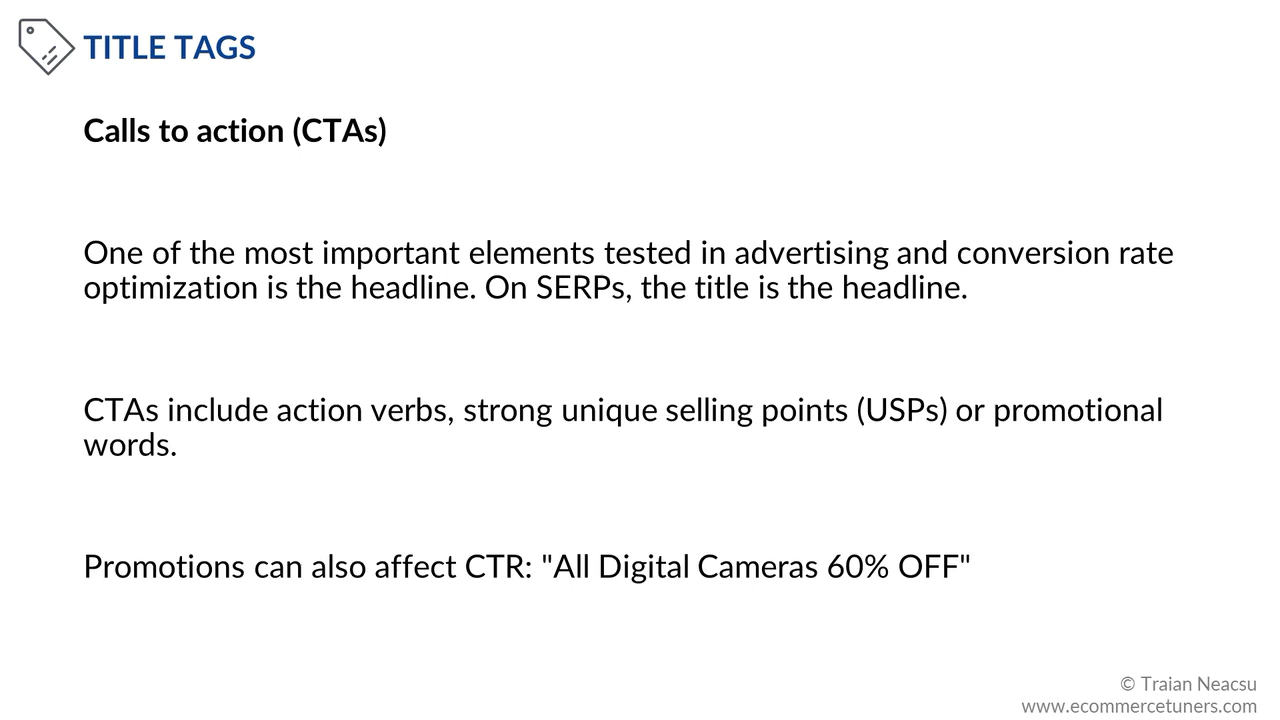 TITLE TAGS
Calls to action (CTAs)
One of the most important elements tested in advertising and conversion rate
optimization is the headline. On SERPs, the title is the headline.
CTAs include action verbs, strong unique selling points (USPs) or promotional
words.
Promotions can also affect CTR: "All Digital Cameras 60% OFF"
© Traian Neacsu
www.ecommercetuners.com